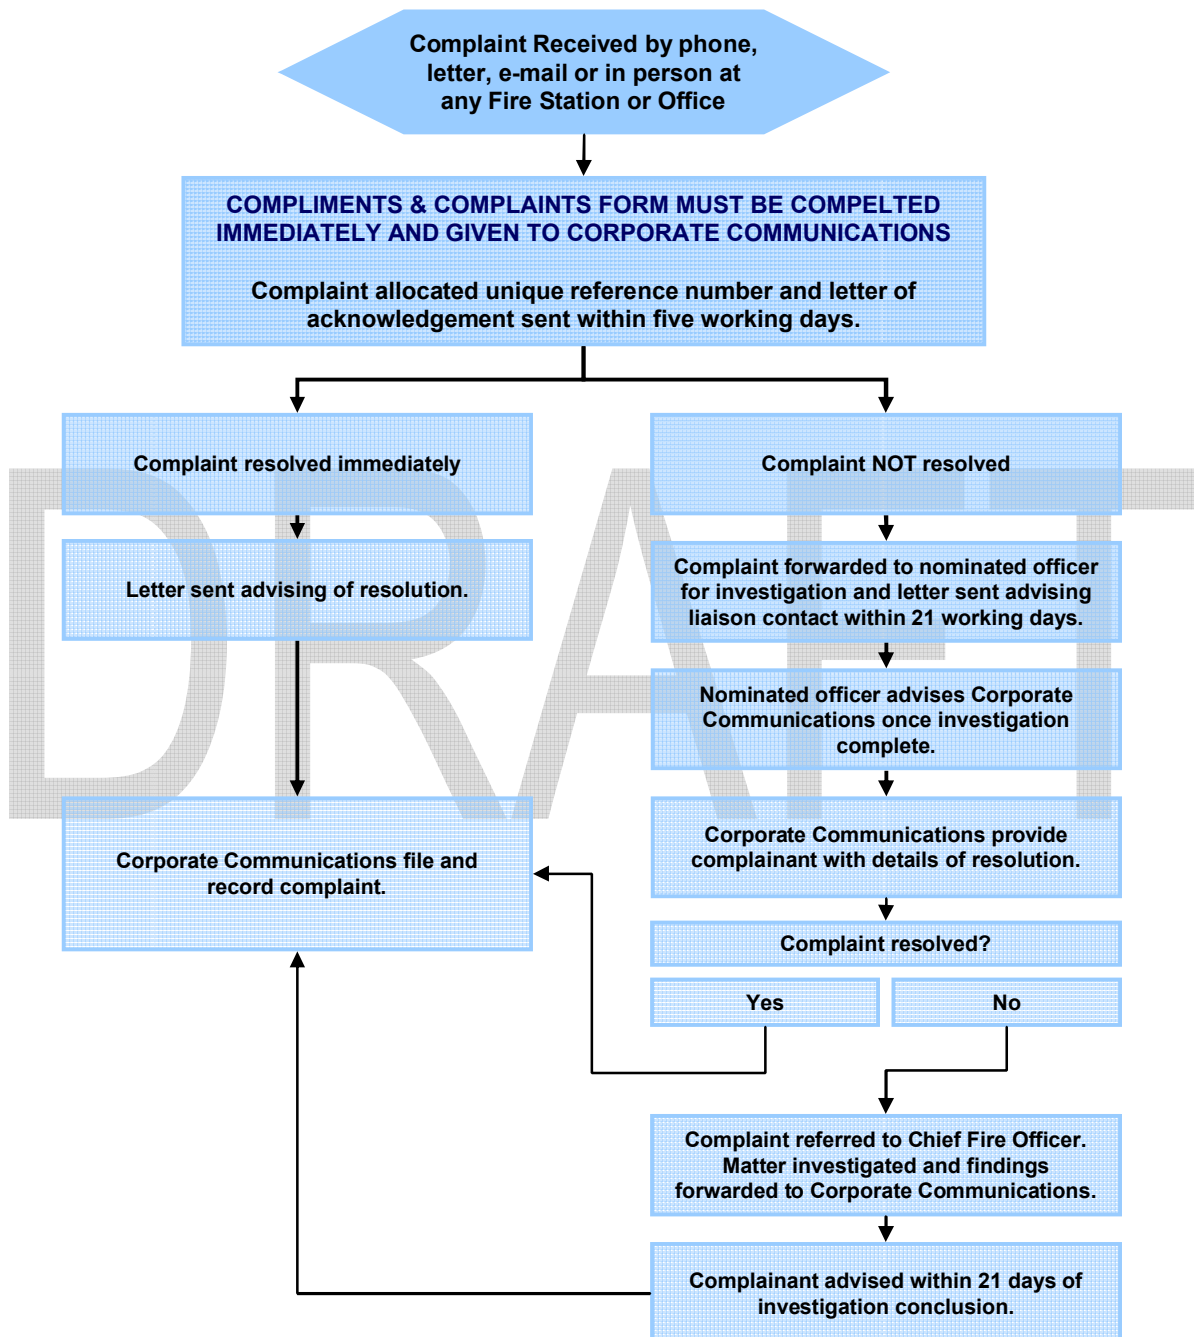 Complaint Received by phone,
letter, e-mail or in person at
any Fire Station or Office
COMPLIMENTS & COMPLAINTS FORM MUST BE COMPELTED
IMMEDIATELY AND GIVEN TO CORPORATE COMMUNICATIONS
Complaint allocated unique reference number and letter of
acknowledgement sent within five working days.
Complaint resolved immediately
Letter sent advising of resolution.
Corporate Communications file and
record complaint.
Complaint NOT resolved
Complaint forwarded to nominated officer
for investigation and letter sent advising
liaison contact within 21 working days.
Nominated officer advises Corporate
Communications once investigation
complete.
Corporate Communications provide
complainant with details of resolution.
Complaint resolved?
Yes
No
Complaint referred to Chief Fire Officer.
Matter investigated and findings
forwarded to Corporate Communications.
Complainant advised within 21 days of
investigation conclusion.
DRAFT